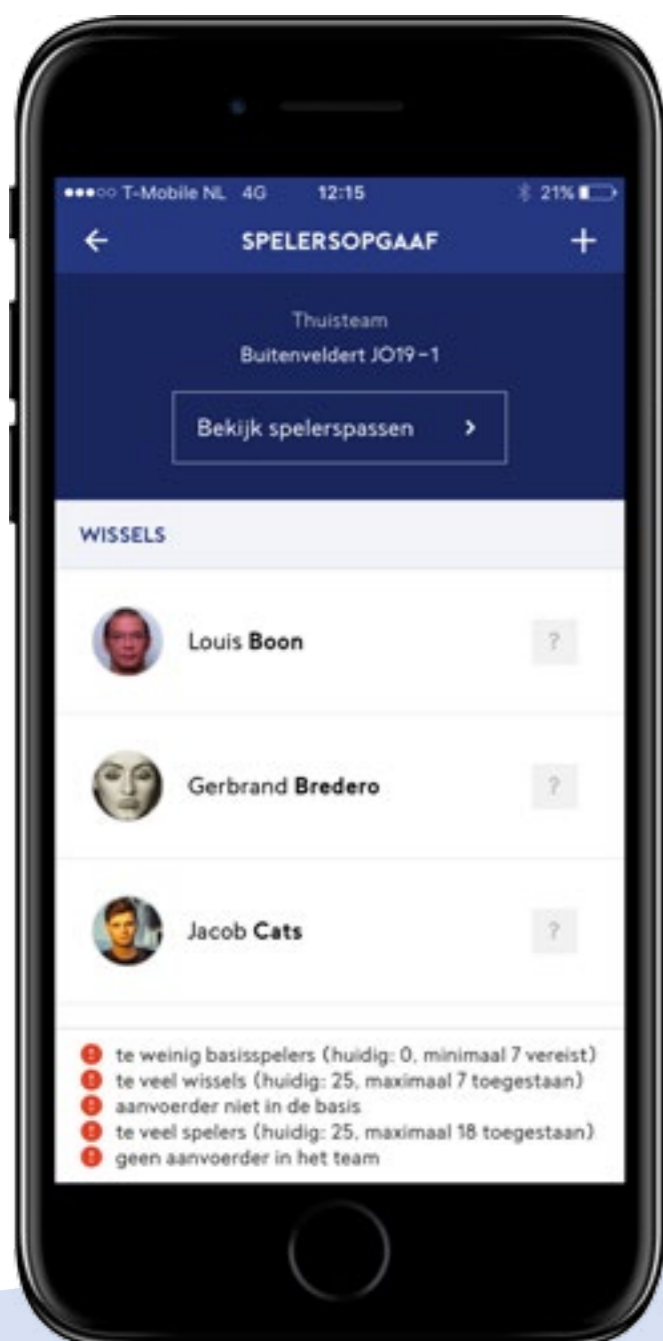 T-Mobile NL 4G 12:15 21%
SPELERSOPGAAF
Thuisteam
Buitenveldert JO19-1
Bekijk spelerspassen
WISSELS
Louis Boon ?
Gerbrand Bredero ?
Jacob Cats ?
te weinig basisspelers (huidig: 0, minimaal 7 vereist)
te veel wissels (huidig: 25, maximaal 7 toegestaan)
aanvoerder niet in de basis
te veel spelers (huidig: 25, maximaal 18 toegestaan)
geen aanvoerder in het team